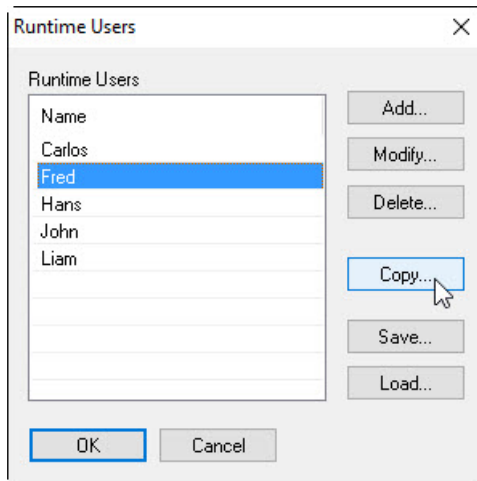 Runtime Users
Runtime Users
Name
Carlos
Fred
Hans
John
Liam
Add...
Modify...
Delete...
Copy...
Save...
Load...
OK
Cancel